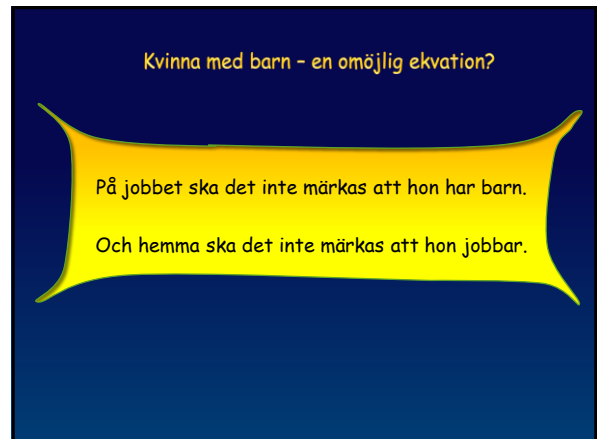 Kvinna med barn – en omöjlig ekvation?
På jobbet ska det inte märkas att hon har barn.
Och hemma ska det inte märkas att hon jobbar.